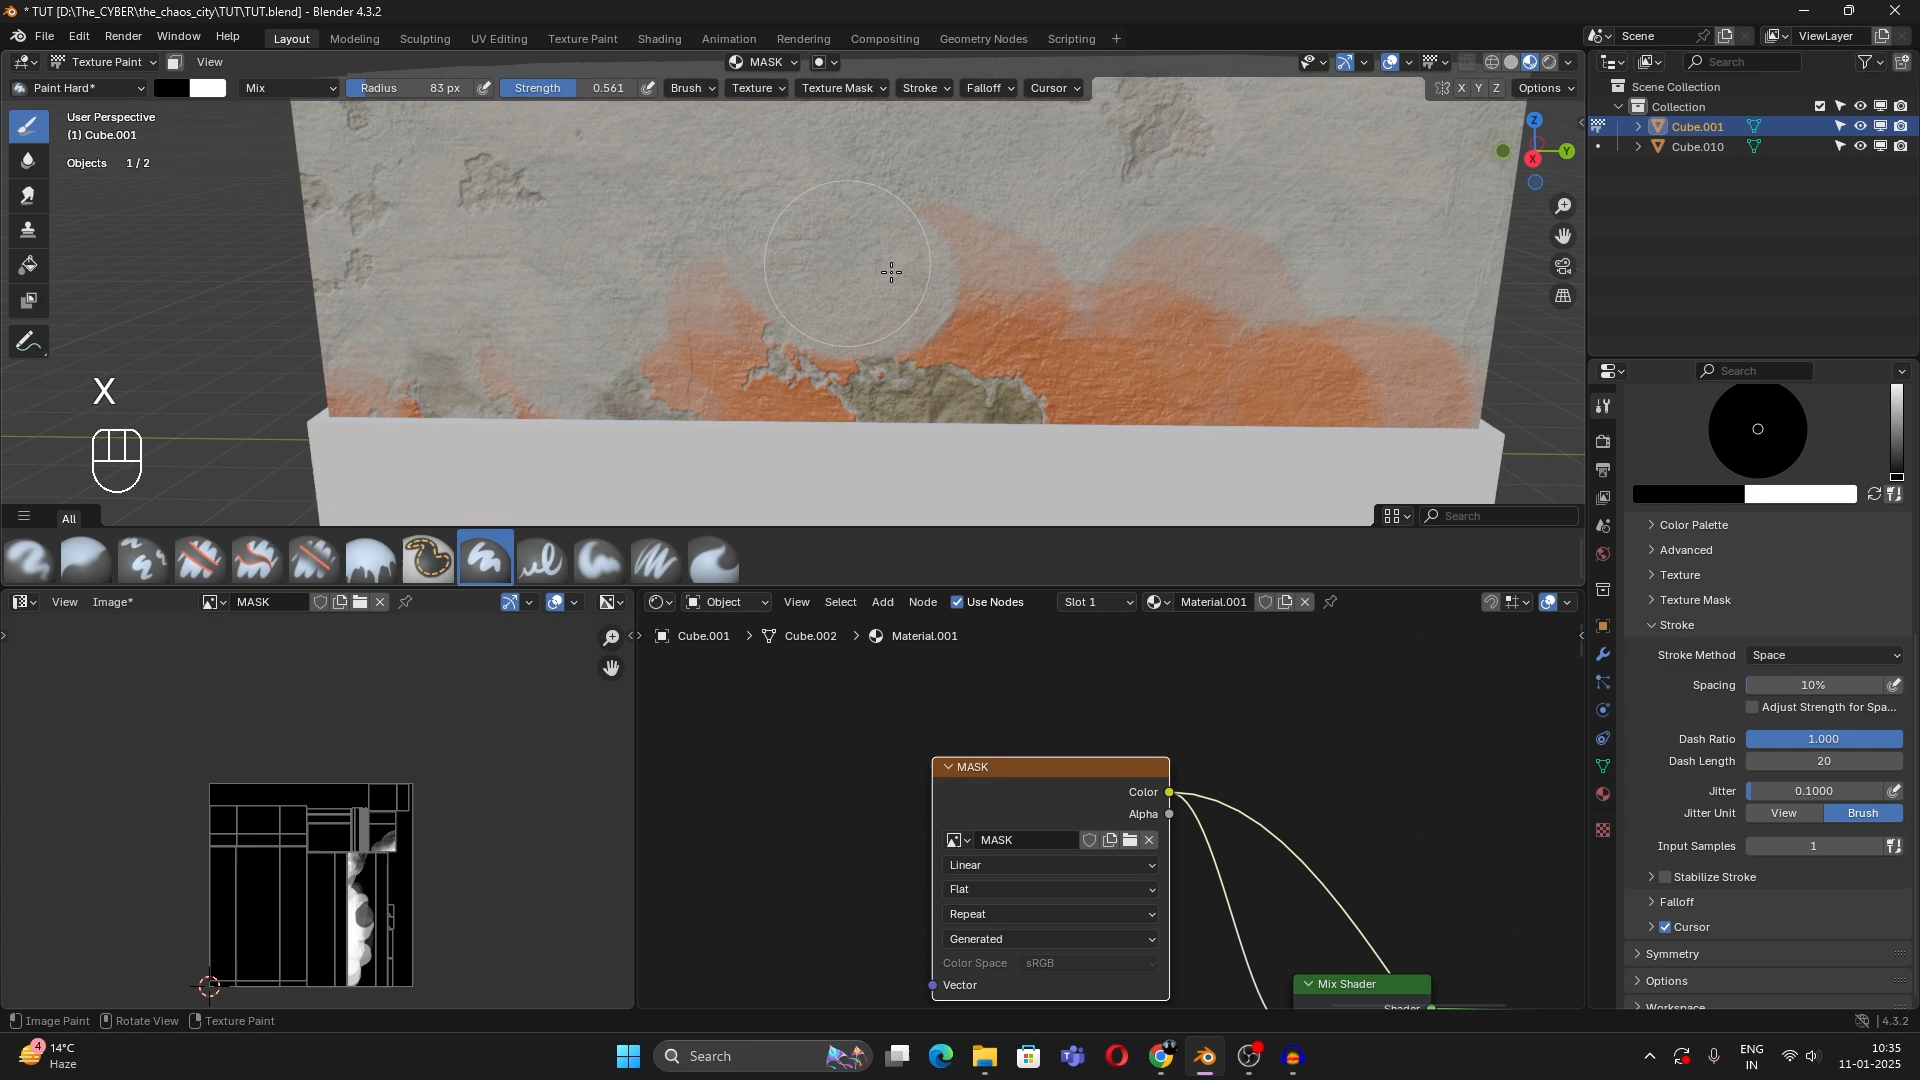 * TUT [D:\The_CYBER\the_chaos_city\TUT\TUT.blend] - Blender 4.3.2
File Edit Render Window Help Layout Modeling Sculpting UV Editing Texture Paint Shading Animation Rendering Compositing Geometry Nodes Scripting + Scene ViewLayer
Texture Paint View MASK Search
Paint Hard* Mix Radius 83 px Strength 0.561 Brush Texture Texture Mask Stroke Falloff Cursor X Y Z Options
Scene Collection
Collection
Cube.001
Cube.010
User Perspective
(1) Cube.001
Objects 1 / 2
Z
Y
X
X
All Search
Search
Color Palette
Advanced
Texture
Texture Mask
Stroke
Stroke Method Space
Spacing 10%
Adjust Strength for Spa...
Dash Ratio 1.000
Dash Length 20
Jitter 0.1000
Jitter Unit View Brush
Input Samples 1
Stabilize Stroke
Falloff
Cursor
Symmetry
Options
Workspace
View Image* MASK
Object View Select Add Node Use Nodes Slot 1 Material.001
Cube.001 > Cube.002 > Material.001
MASK
Color
Alpha
MASK
Linear
Flat
Repeat
Generated
Color Space sRGB
Vector
Mix Shader
Shader
Image Paint Rotate View Texture Paint 4.3.2
4
14°C
Haze
Search
ENG
IN
10:35
11-01-2025